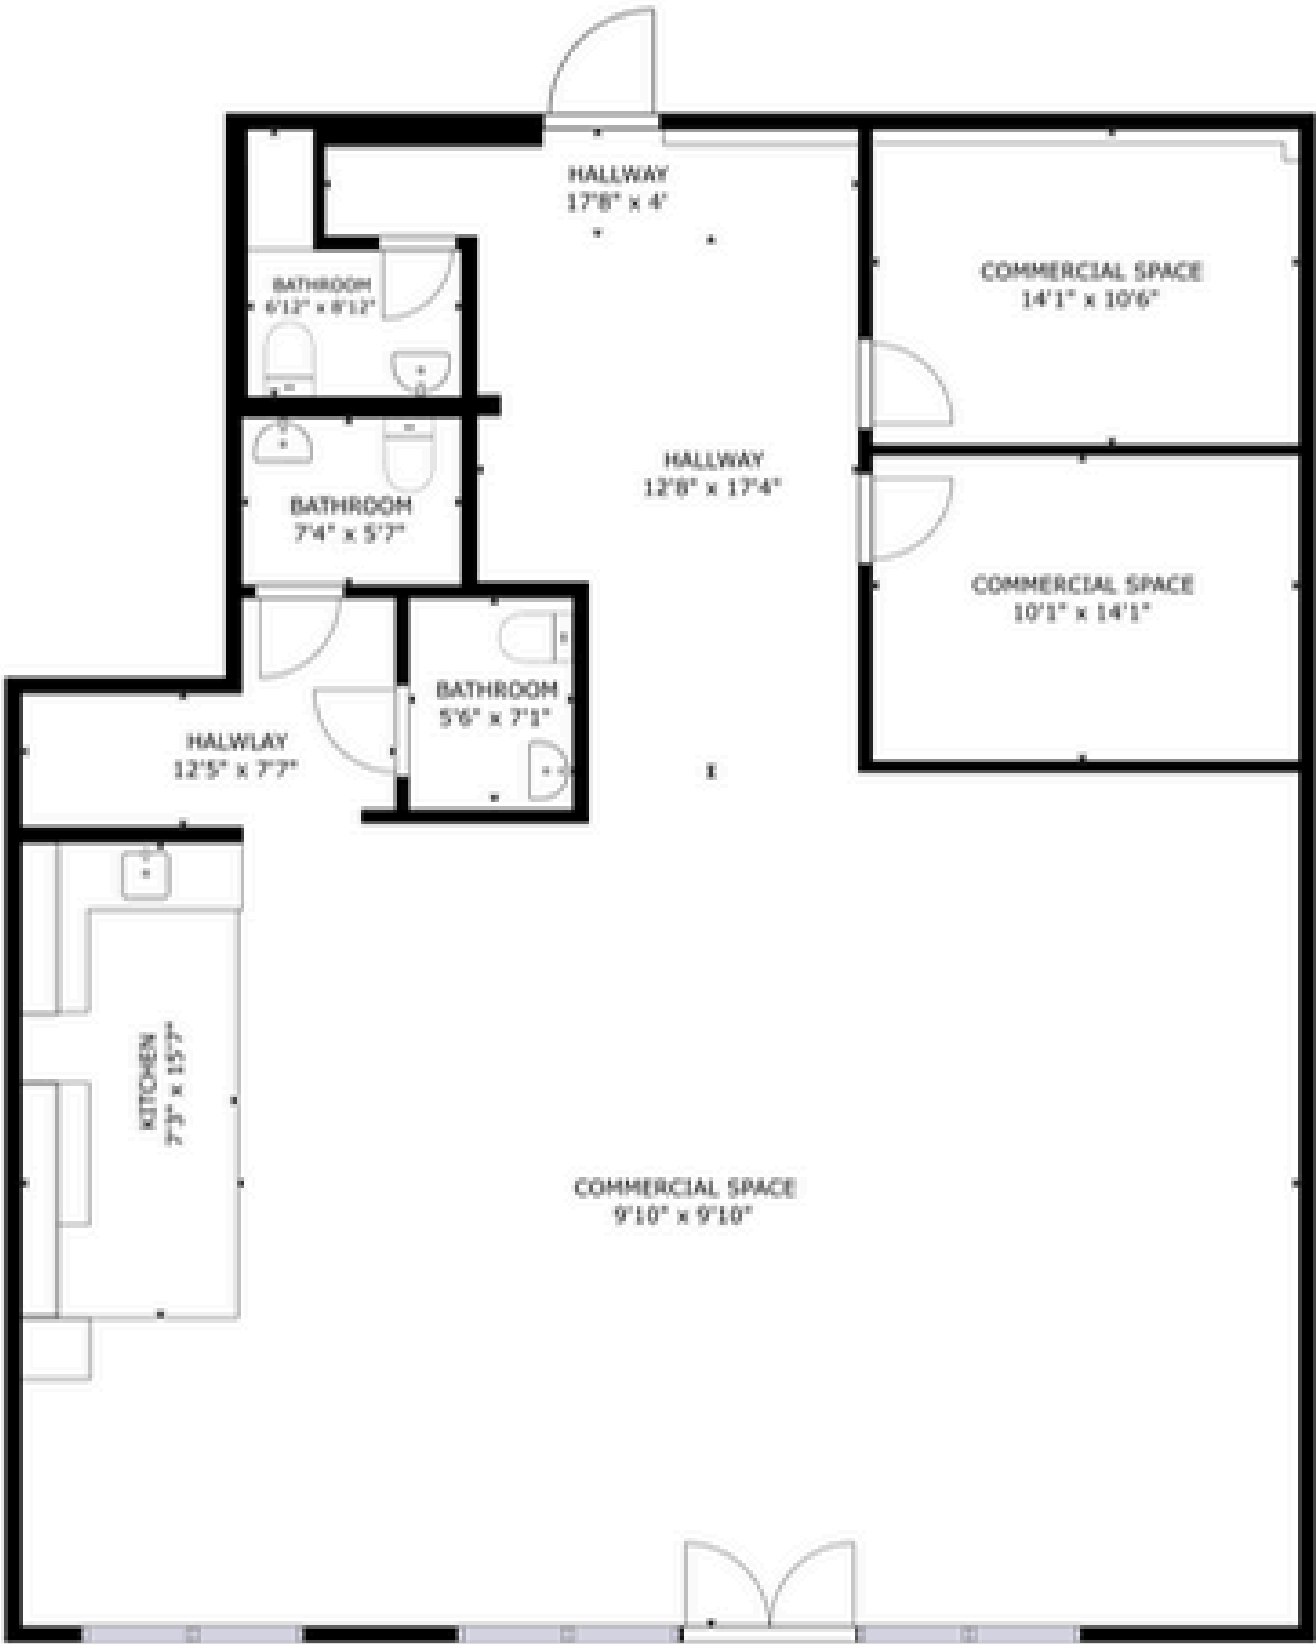 HALLWAY
17'8" x 4'
COMMERCIAL SPACE
14'1" x 10'6"
BATHROOM
6'12" x 8'12"
HALLWAY
12'8" x 17'4"
BATHROOM
7'4" x 5'7"
COMMERCIAL SPACE
10'1" x 14'1"
BATHROOM
5'6" x 7'1"
HALWLAY
12'5" x 7'7"
KITCHEN
7'3" x 15'7"
COMMERCIAL SPACE
9'10" x 9'10"